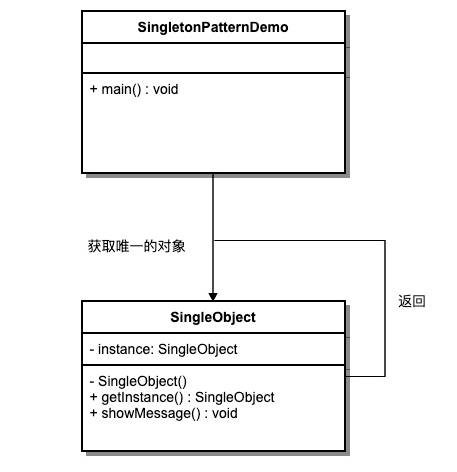 SingletonPatternDemo
+ main() : void
获取唯一的对象
返回
SingleObject
- instance: SingleObject
- SingleObject()
+ getInstance() : SingleObject
+ showMessage() : void